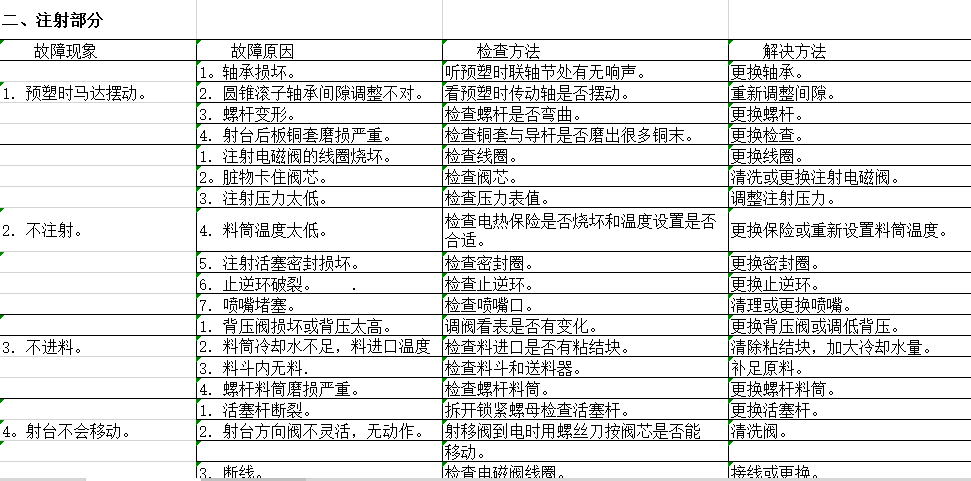 二、注射部分
故障现象 故障原因 检查方法 解决方法
1。轴承损坏。 听预塑时联轴节处有无响声。 更换轴承。
1. 预塑时马达摆动。 2. 圆锥滚子轴承间隙调整不对。 看预塑时传动轴是否摆动。 重新调整间隙。
3. 螺杆变形。 检查螺杆是否弯曲。 更换螺杆。
4. 射台后板铜套磨损严重。 检查铜套与导杆是否磨出很多铜末。 更换检查。
1. 注射电磁阀的线圈烧坏。 检查线圈。 更换线圈。
2。脏物卡住阀芯。 检查阀芯。 清洗或更换注射电磁阀。
3. 注射压力太低。 检查压力表值。 调整注射压力。
2. 不注射。 4. 料筒温度太低。 检查电热保险是否烧坏和温度设置是否 更换保险或重新设置料筒温度。
合适。
5. 注射活塞密封损坏。 检查密封圈。 更换密封圈。
6. 止逆环破裂。 . 检查止逆环。 更换止逆环。
7. 喷嘴堵塞。 检查喷嘴口。 清理或更换喷嘴。
1. 背压阀损坏或背压太高。 调阀看表是否有变化。 更换背压阀或调低背压。
3. 不进料。 2. 料筒冷却水不足，料进口温度 检查料进口是否有粘结块。 清除粘结块，加大冷却水量。
3. 料斗内无料. 检查料斗和送料器。 补足原料。
4. 螺杆料筒磨损严重。 检查螺杆料筒。 更换螺杆料筒。
1. 活塞杆断裂。 拆开锁紧螺母检查活塞杆。 更换活塞杆。
4。射台不会移动。 2. 射台方向阀不灵活，无动作。 射移阀到电时用螺丝刀按阀芯是否能 清洗阀。
移动。
3. 断线。 检查电磁阀线圈。 接线或更换。